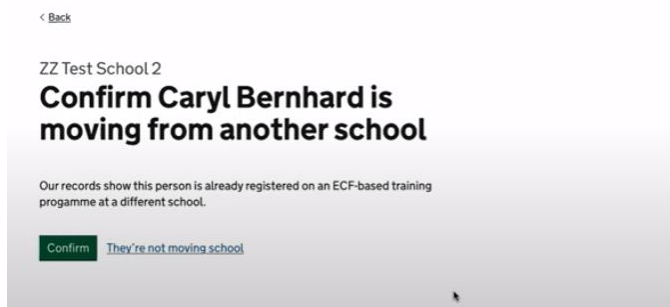 < Back
ZZ Test School 2
Confirm Caryl Bernhard is
moving from another school
Our records show this person is already registered on an ECF-based training
progamme at a different school.
Confirm They're not moving school